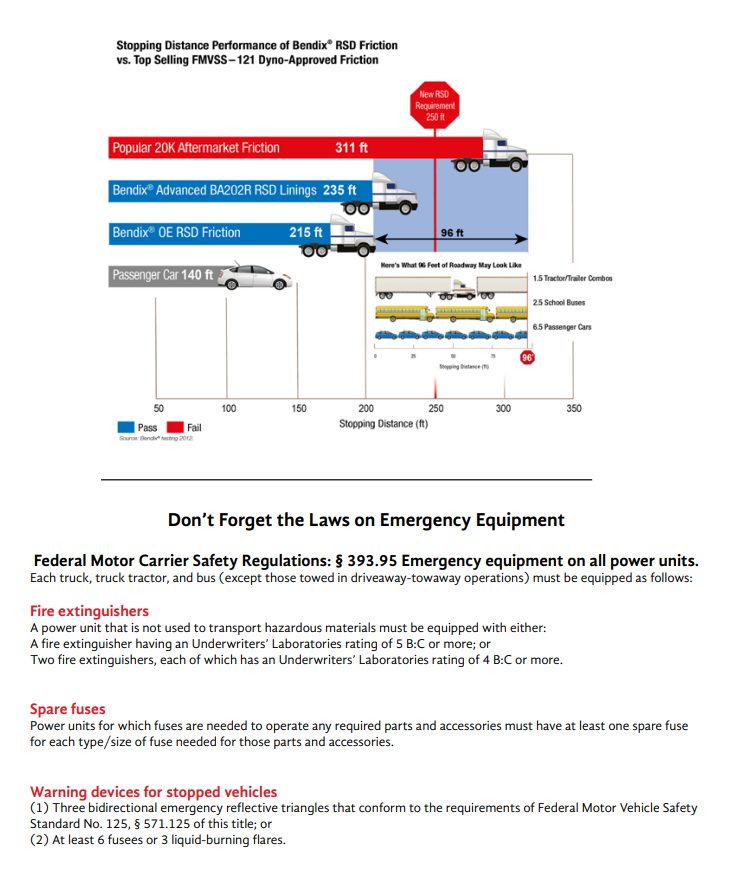 Stopping Distance Performance of Bendix® RSD Friction
vs. Top Selling FMVSS–121 Dyno-Approved Friction
New RSD
Requirement
250 ft
Popular 20K Aftermarket Friction 311 ft
Bendix® Advanced BA202R RSD Linings 235 ft
Bendix® OE RSD Friction 215 ft
96 ft
Passenger Car 140 ft
Here's What 96 Feet of Roadway May Look Like
1.5 Tractor/Trailer Combos
2.5 School Buses
6.5 Passenger Cars
0 25 50 75 96
Stopping Distance (ft)
50 100 150 200 250 300 350
Stopping Distance (ft)
Pass Fail
Source: Bendix® testing 2012.
Don't Forget the Laws on Emergency Equipment
Federal Motor Carrier Safety Regulations: § 393.95 Emergency equipment on all power units.
Each truck, truck tractor, and bus (except those towed in driveaway-towaway operations) must be equipped as follows:
Fire extinguishers
A power unit that is not used to transport hazardous materials must be equipped with either:
A fire extinguisher having an Underwriters' Laboratories rating of 5 B:C or more; or
Two fire extinguishers, each of which has an Underwriters' Laboratories rating of 4 B:C or more.
Spare fuses
Power units for which fuses are needed to operate any required parts and accessories must have at least one spare fuse
for each type/size of fuse needed for those parts and accessories.
Warning devices for stopped vehicles
(1) Three bidirectional emergency reflective triangles that conform to the requirements of Federal Motor Vehicle Safety
Standard No. 125, § 571.125 of this title; or
(2) At least 6 fusees or 3 liquid-burning flares.